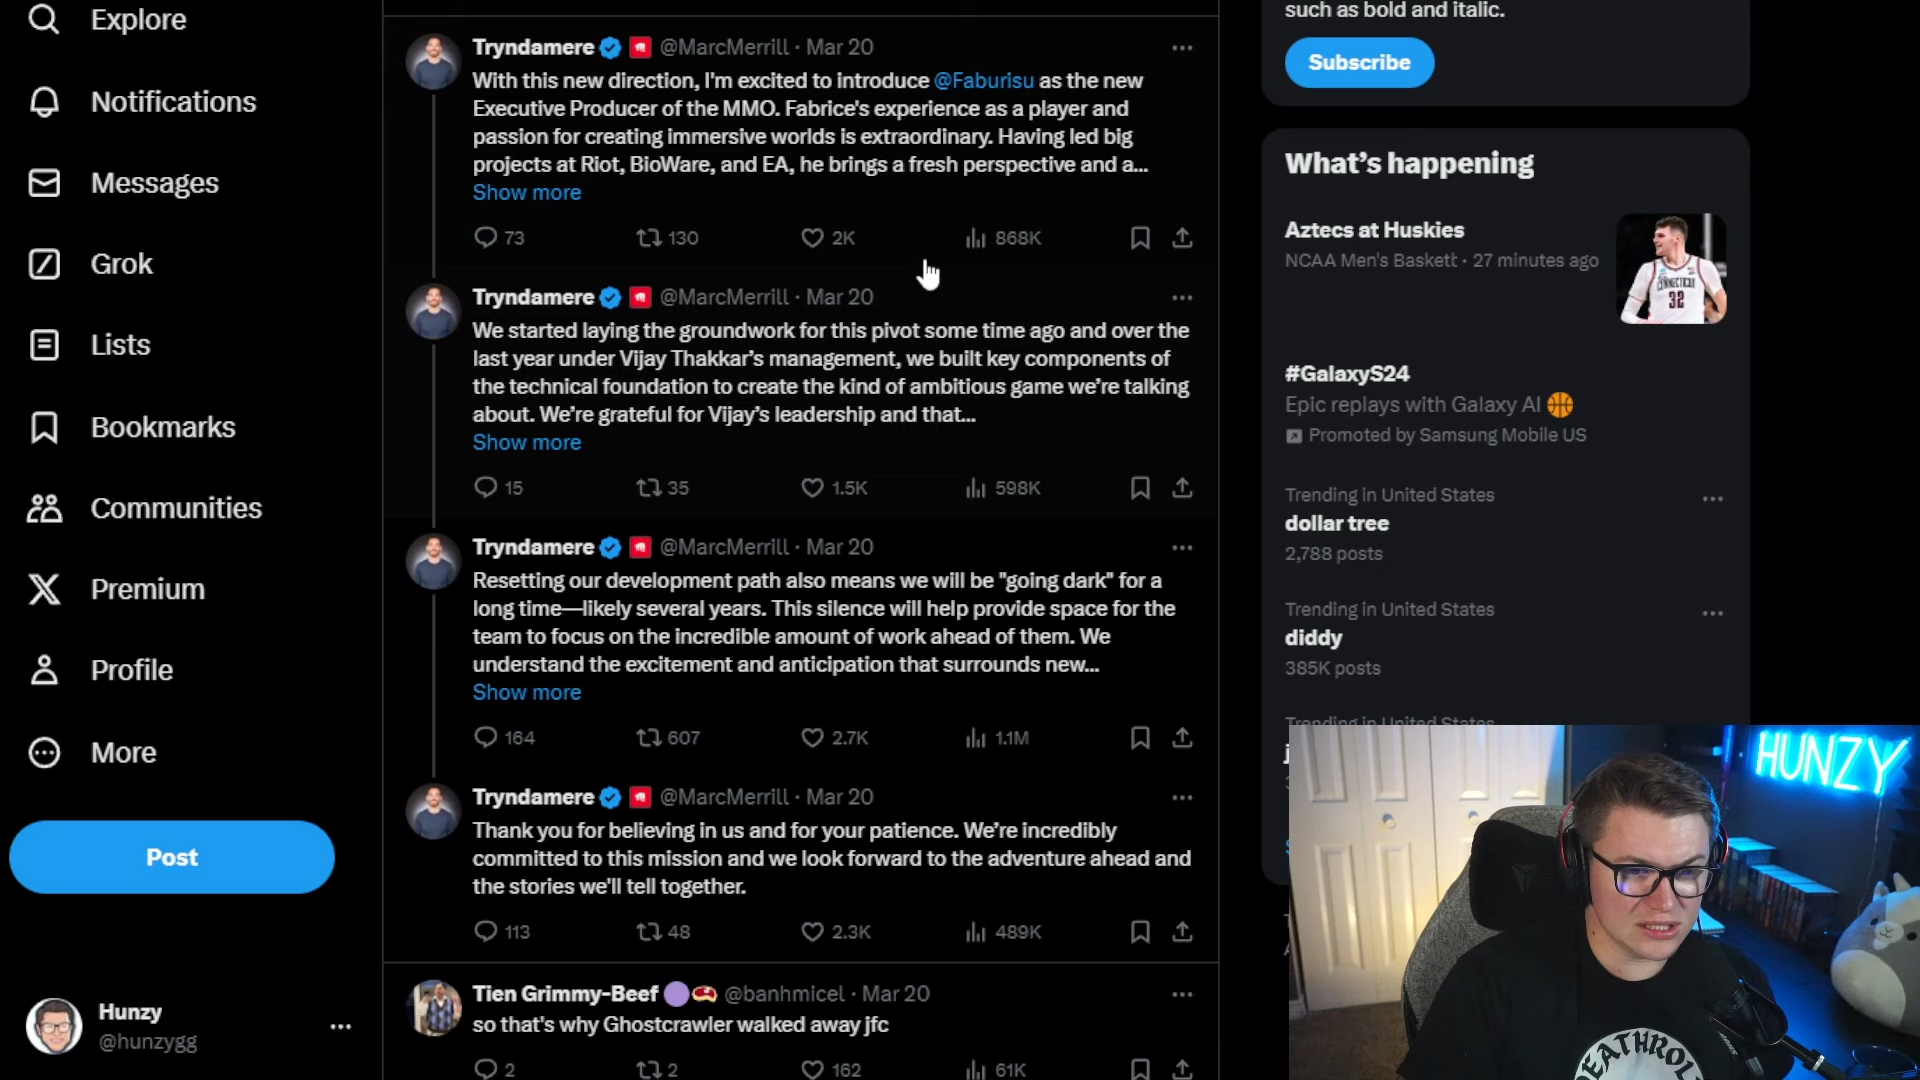 Explore
Notifications
Messages
Grok
Lists
Bookmarks
Communities
Premium
Profile
More
Post
Hunzy
@hunzygg
Tryndamere @MarcMerrill · Mar 20
With this new direction, I'm excited to introduce @Faburisu as the new
Executive Producer of the MMO. Fabrice's experience as a player and
passion for creating immersive worlds is extraordinary. Having led big
projects at Riot, BioWare, and EA, he brings a fresh perspective and a...
Show more
73 130 2K 868K
Tryndamere @MarcMerrill · Mar 20
We started laying the groundwork for this pivot some time ago and over the
last year under Vijay Thakkar’s management, we built key components of
the technical foundation to create the kind of ambitious game we’re talking
about. We’re grateful for Vijay’s leadership and that...
Show more
15 35 1.5K 598K
Tryndamere @MarcMerrill · Mar 20
Resetting our development path also means we will be "going dark" for a
long time—likely several years. This silence will help provide space for the
team to focus on the incredible amount of work ahead of them. We
understand the excitement and anticipation that surrounds new...
Show more
164 607 2.7K 1.1M
Tryndamere @MarcMerrill · Mar 20
Thank you for believing in us and for your patience. We’re incredibly
committed to this mission and we look forward to the adventure ahead and
the stories we'll tell together.
113 48 2.3K 489K
Tien Grimmy-Beef @banhmicel · Mar 20
so that's why Ghostcrawler walked away jfc
2 2 162 61K
such as bold and italic.
Subscribe
What’s happening
Aztecs at Huskies
NCAA Men's Baskett · 27 minutes ago
CONNECTICUT
32
#GalaxyS24
Epic replays with Galaxy AI
Promoted by Samsung Mobile US
Trending in United States
dollar tree
2,788 posts
Trending in United States
diddy
385K posts
Trending in United States
HUNZY